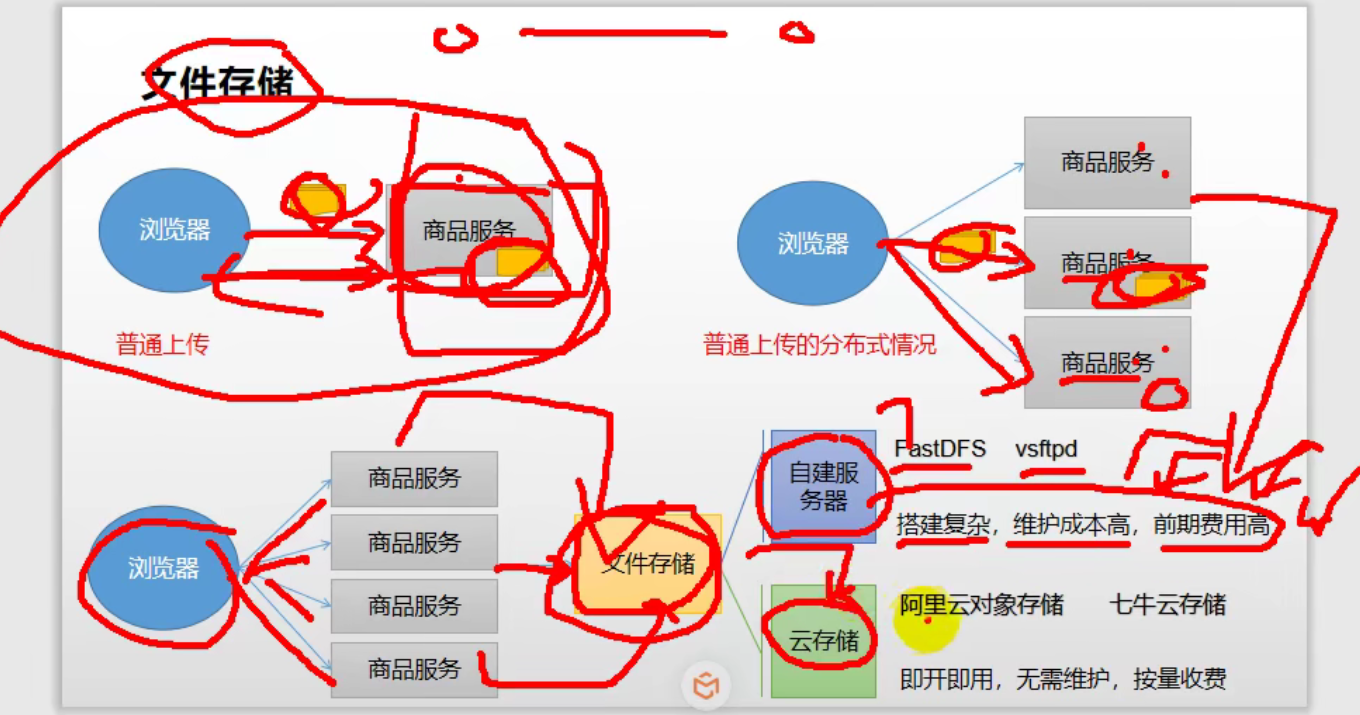 文件存储
浏览器
商品服务
普通上传
浏览器
商品服务
商品服务
商品服务
普通上传的分布式情况
浏览器
商品服务
商品服务
商品服务
商品服务
文件存储
自建服
务器
FastDFS vsftpd
搭建复杂，维护成本高，前期费用高
云存储
阿里云对象存储 七牛云存储
即开即用，无需维护，按量收费